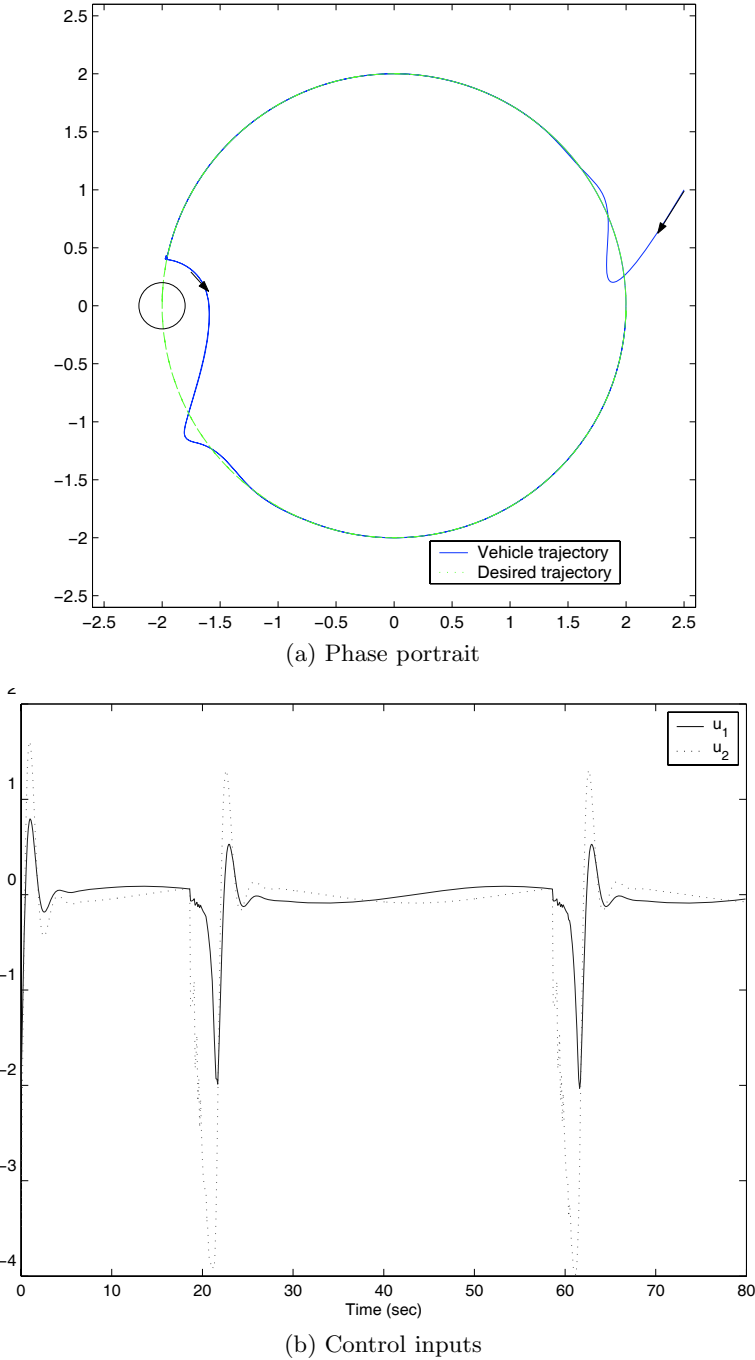 2.5
2
1.5
1
0.5
0
−0.5
−1
−1.5
−2
−2.5
Vehicle trajectory
Desired trajectory
−2.5 −2 −1.5 −1 −0.5 0 0.5 1 1.5 2 2.5
(a) Phase portrait
2
u1
u2
1
0
−1
−2
−3
−4
0 10 20 30 40 50 60 70 80
Time (sec)
(b) Control inputs